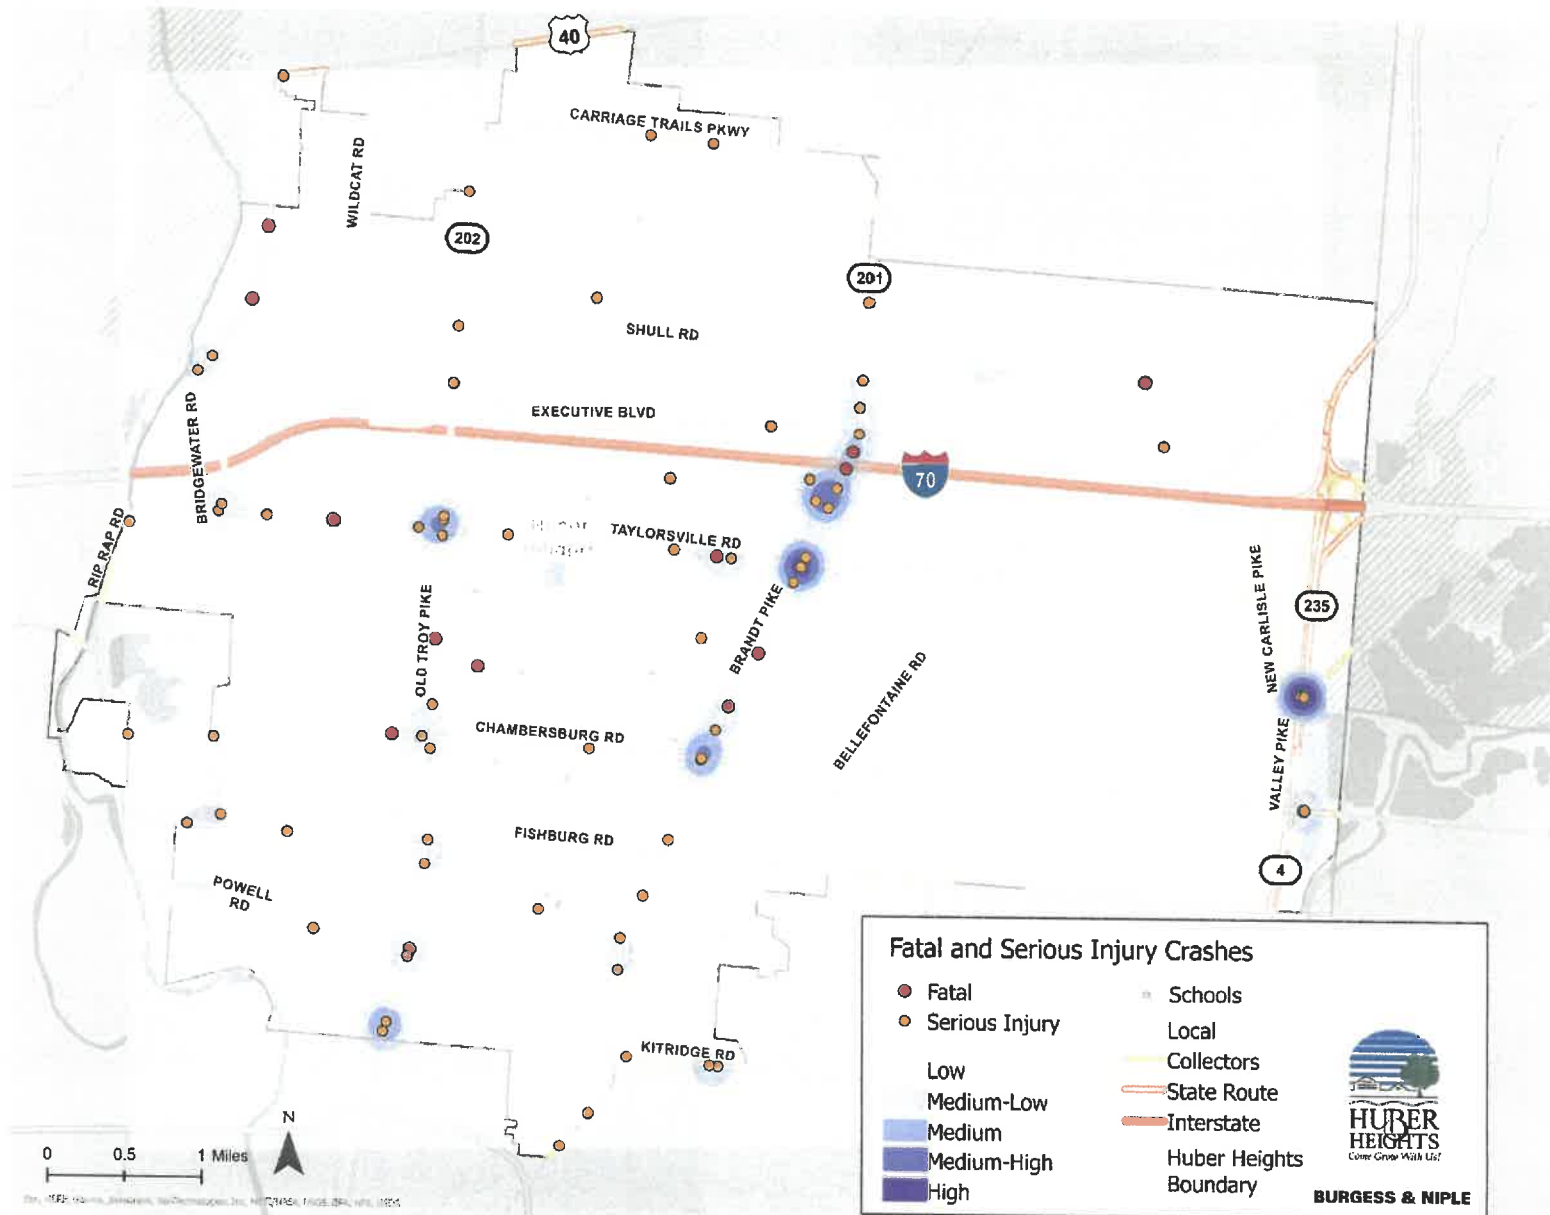 40
CARRIAGE TRAILS PKWY
WILDCAT RD
202
201
SHULL RD
EXECUTIVE BLVD
BRIDGEWATER RD
70
RIP RAP RD
TAYLORSVILLE RD
OLD TROY PIKE
BRANDT PIKE
NEW CARLISLE PIKE
235
BELLEFONTAINE RD
CHAMBERSBURG RD
VALLEY PIKE
FISHBURG RD
POWELL
RD
4
KITRIDGE RD
N
0 0.5 1 Miles
Fatal and Serious Injury Crashes
Fatal
Serious Injury
Low
Medium-Low
Medium
Medium-High
High
Schools
Local
Collectors
State Route
Interstate
Huber Heights
Boundary
HUBER
HEIGHTS
Come Grow With Us!
BURGESS & NIPLE